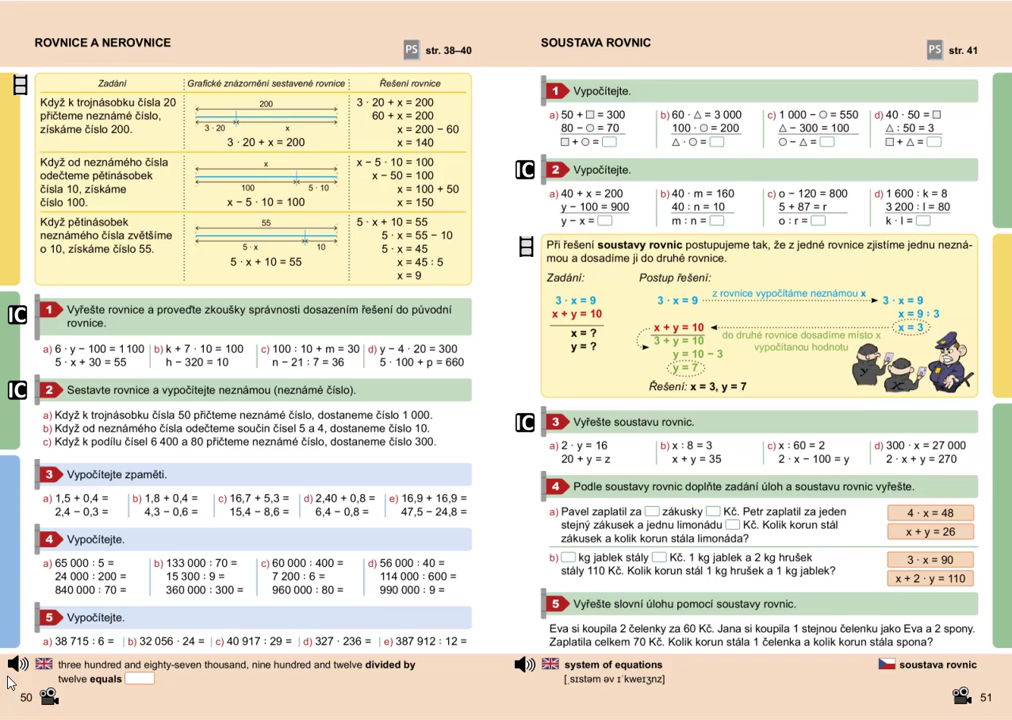 ROVNICE A NEROVNICE
PS str. 38–40
Zadání
Grafické znázornění sestavené rovnice
Řešení rovnice
Když k trojnásobku čísla 20
přičteme neznámé číslo,
získáme číslo 200.
200
3 · 20 x
3 · 20 + x = 200
3 · 20 + x = 200
60 + x = 200
x = 200 − 60
x = 140
Když od neznámého čísla
odečteme pětinásobek
čísla 10, získáme
číslo 100.
x
100 5 · 10
x − 5 · 10 = 100
x − 5 · 10 = 100
x − 50 = 100
x = 100 + 50
x = 150
Když pětinásobek
neznámého čísla zvětšíme
o 10, získáme číslo 55.
55
5 · x 10
5 · x + 10 = 55
5 · x + 10 = 55
5 · x = 55 − 10
5 · x = 45
x = 45 : 5
x = 9
IC
1 Vyřešte rovnice a proveďte zkoušky správnosti dosazením řešení do původní
rovnice.
a) 6 · y − 100 = 1 100 b) k + 7 · 10 = 100 c) 100 : 10 + m = 30 d) y − 4 · 20 = 300
5 · x + 30 = 55 h − 320 = 10 n − 21 : 7 = 36 5 · 100 + p = 660
IC
2 Sestavte rovnice a vypočítejte neznámou (neznámé číslo).
a) Když k trojnásobku čísla 50 přičteme neznámé číslo, dostaneme číslo 1 000.
b) Když od neznámého čísla odečteme součin čísel 5 a 4, dostaneme číslo 10.
c) Když k podílu čísel 6 400 a 80 přičteme neznámé číslo, dostaneme číslo 300.
3 Vypočítejte zpaměti.
a) 1,5 + 0,4 = b) 1,8 + 0,4 = c) 16,7 + 5,3 = d) 2,40 + 0,8 = e) 16,9 + 16,9 =
2,4 − 0,3 = 4,3 − 0,6 = 15,4 − 8,6 = 6,4 − 0,8 = 47,5 − 24,8 =
4 Vypočítejte.
a) 65 000 : 5 = b) 133 000 : 70 = c) 60 000 : 400 = d) 56 000 : 40 =
24 000 : 200 = 15 300 : 9 = 7 200 : 6 = 114 000 : 600 =
840 000 : 70 = 360 000 : 300 = 960 000 : 80 = 990 000 : 9 =
5 Vypočítejte.
a) 38 715 : 6 = b) 32 056 · 24 = c) 40 917 : 29 = d) 327 · 236 = e) 387 912 : 12 =
three hundred and eighty-seven thousand, nine hundred and twelve divided by
twelve equals
50
SOUSTAVA ROVNIC
PS str. 41
1 Vypočítejte.
a) 50 + □ = 300 b) 60 · △ = 3 000 c) 1 000 − ○ = 550 d) 40 · 50 = □
80 − ○ = 70 100 · ○ = 200 △ − 300 = 100 △ : 50 = 3
□ + ○ = △ · ○ = ○ − △ = □ + △ =
IC
2 Vypočítejte.
a) 40 + x = 200 b) 40 · m = 160 c) o − 120 = 800 d) 1 600 : k = 8
y − 100 = 900 40 : n = 10 5 + 87 = r 3 200 : l = 80
y − x = m : n = o : r = k · l =
Při řešení soustavy rovnic postupujeme tak, že z jedné rovnice zjistíme jednu nezná-
mou a dosadíme ji do druhé rovnice.
Zadání: Postup řešení:
3 · x = 9
x + y = 10
x = ?
y = ?
3 · x = 9 z rovnice vypočítáme neznámou x 3 · x = 9
x = 9 : 3
x = 3
x + y = 10
do druhé rovnice dosadíme místo x
vypočítanou hodnotu
3 + y = 10
y = 10 − 3
y = 7
y
x
Řešení: x = 3, y = 7
IC
3 Vyřešte soustavu rovnic.
a) 2 · y = 16 b) x : 8 = 3 c) x : 60 = 2 d) 300 · x = 27 000
20 + y = z x + y = 35 2 · x − 100 = y 2 · x + y = 270
4 Podle soustavy rovnic doplňte zadání úloh a soustavu rovnic vyřešte.
a) Pavel zaplatil za □ zákusky □ Kč. Petr zaplatil za jeden
stejný zákusek a jednu limonádu □ Kč. Kolik korun stál
zákusek a kolik korun stála limonáda?
4 · x = 48
x + y = 26
b) □ kg jablek stály □ Kč. 1 kg jablek a 2 kg hrušek
stály 110 Kč. Kolik korun stál 1 kg hrušek a 1 kg jablek?
3 · x = 90
x + 2 · y = 110
5 Vyřešte slovní úlohu pomocí soustavy rovnic.
Eva si koupila 2 čelenky za 60 Kč. Jana si koupila 1 stejnou čelenku jako Eva a 2 spony.
Zaplatila celkem 70 Kč. Kolik korun stála 1 čelenka a kolik korun stála spona?
system of equations
[ˌsɪstəm əv ɪˈkweɪʒnz]
soustava rovnic
51